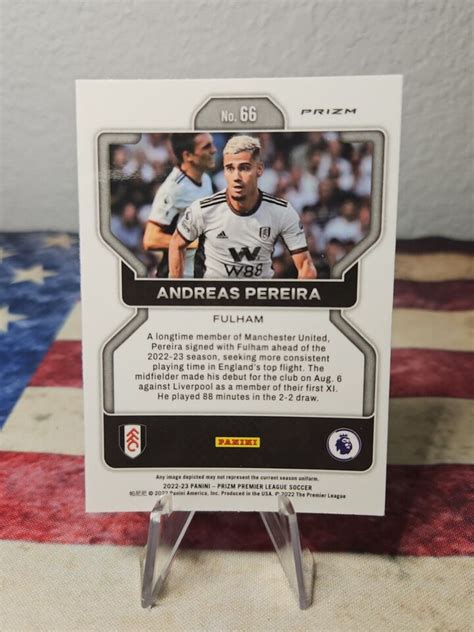 No. 66
PRIZM
W
W88
ANDREAS PEREIRA
FULHAM
A longtime member of Manchester United,
Pereira signed with Fulham ahead of the
2022-23 season, seeking more consistent
playing time in England's top flight. The
midfielder made his debut for the club on Aug. 6
against Liverpool as a member of their first XI.
He played 88 minutes in the 2-2 draw.
PANINI
Any image depicted may not represent the current season uniform.
2022-23 PANINI – PRIZM PREMIER LEAGUE SOCCER
帕尼尼 © 2022 Panini America, Inc. Produced in the USA. © 2022 The Premier League